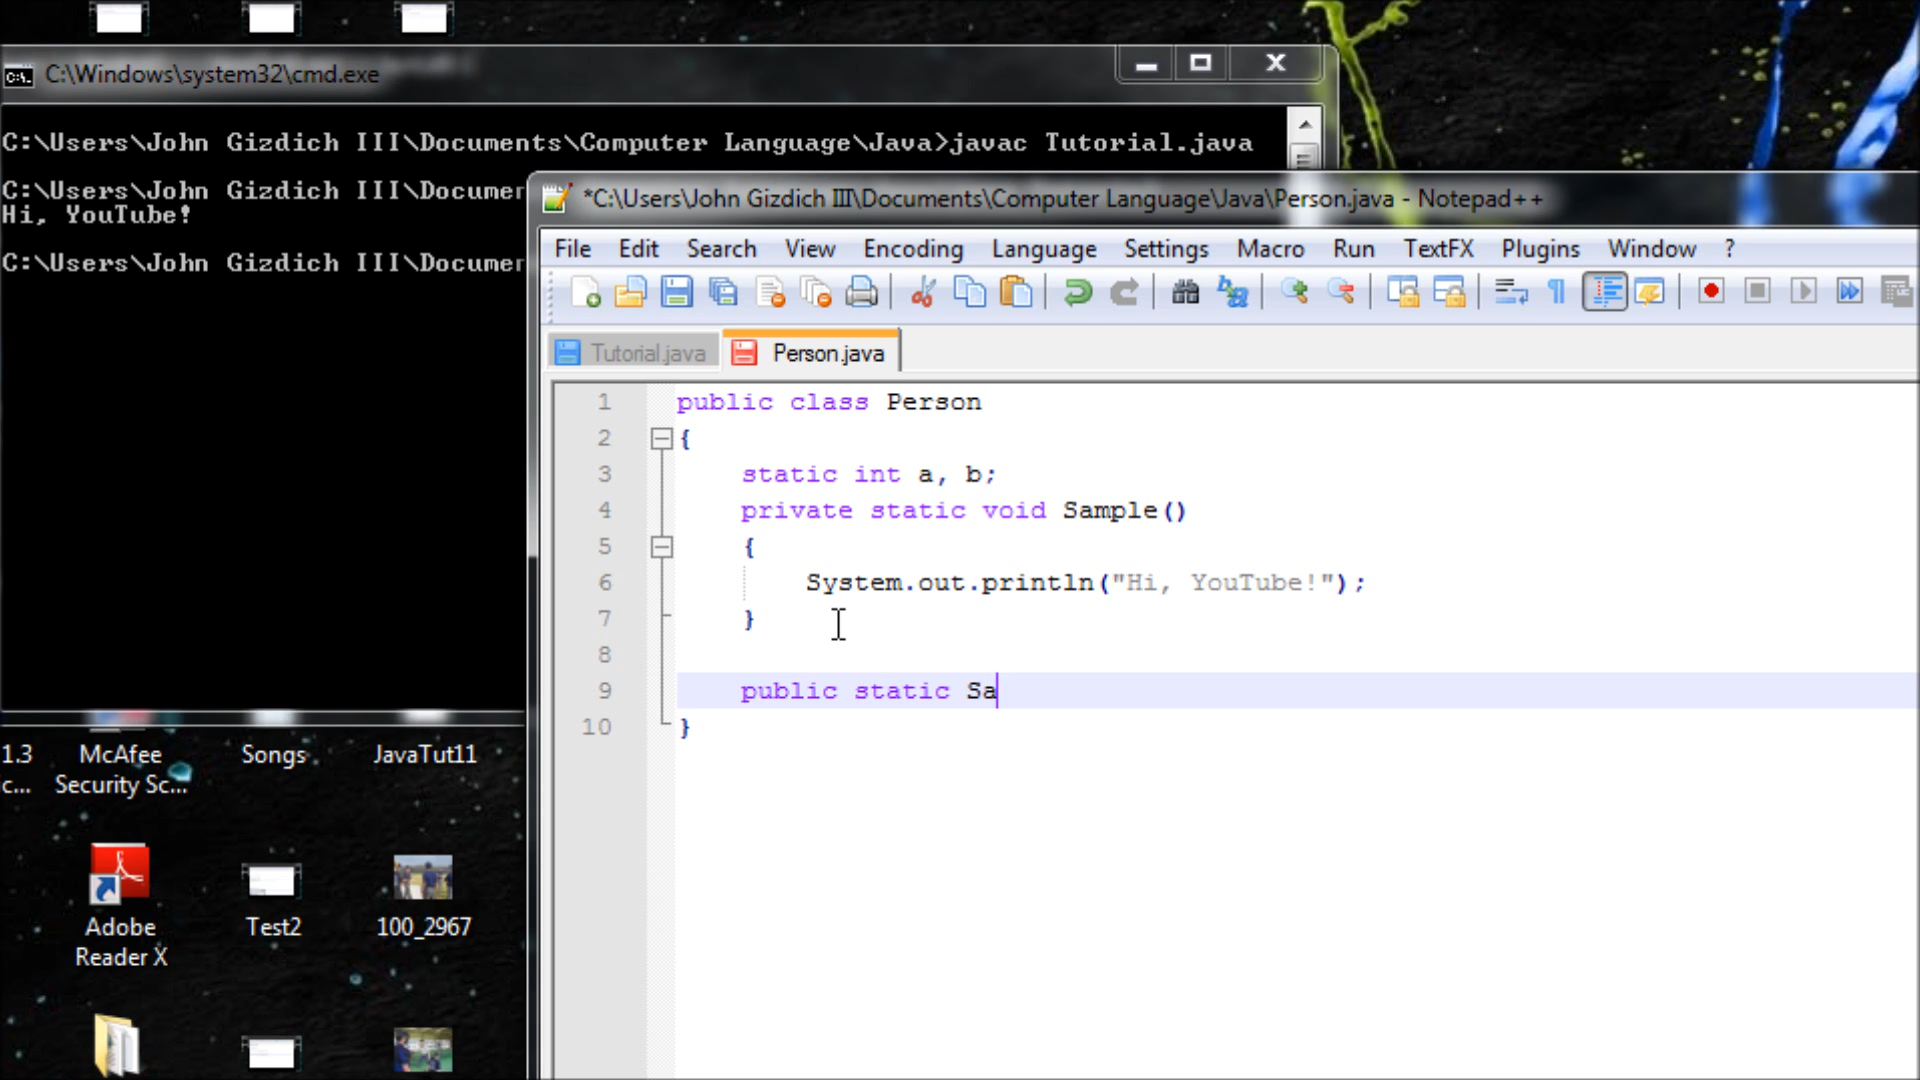 C:\Windows\system32\cmd.exe
C:\Users\John Gizdich III\Documents\Computer Language\Java>javac Tutorial.java
C:\Users\John Gizdich III\Documen
Hi, YouTube!
C:\Users\John Gizdich III\Documen
*C:\Users\John Gizdich III\Documents\Computer Language\Java\Person.java - Notepad++
File Edit Search View Encoding Language Settings Macro Run TextFX Plugins Window ?
Tutorial.java Person.java
1 public class Person
2 {
3 static int a, b;
4 private static void Sample()
5 {
6 System.out.println("Hi, YouTube!");
7 }
8
9 public static Sa
10 }
1.3 McAfee Songs JavaTut11
c... Security Sc...
Adobe Test2 100_2967
Reader X